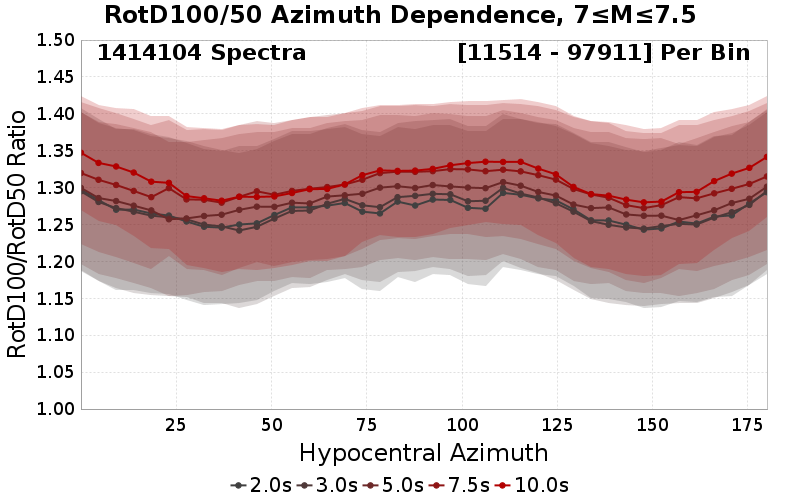 RotD100/50 Azimuth Dependence, 7≤M≤7.5
1414104 Spectra
[11514 - 97911] Per Bin
RotD100/RotD50 Ratio
1.50
1.45
1.40
1.35
1.30
1.25
1.20
1.15
1.10
1.05
1.00
25 50 75 100 125 150 175
Hypocentral Azimuth
2.0s 3.0s 5.0s 7.5s 10.0s